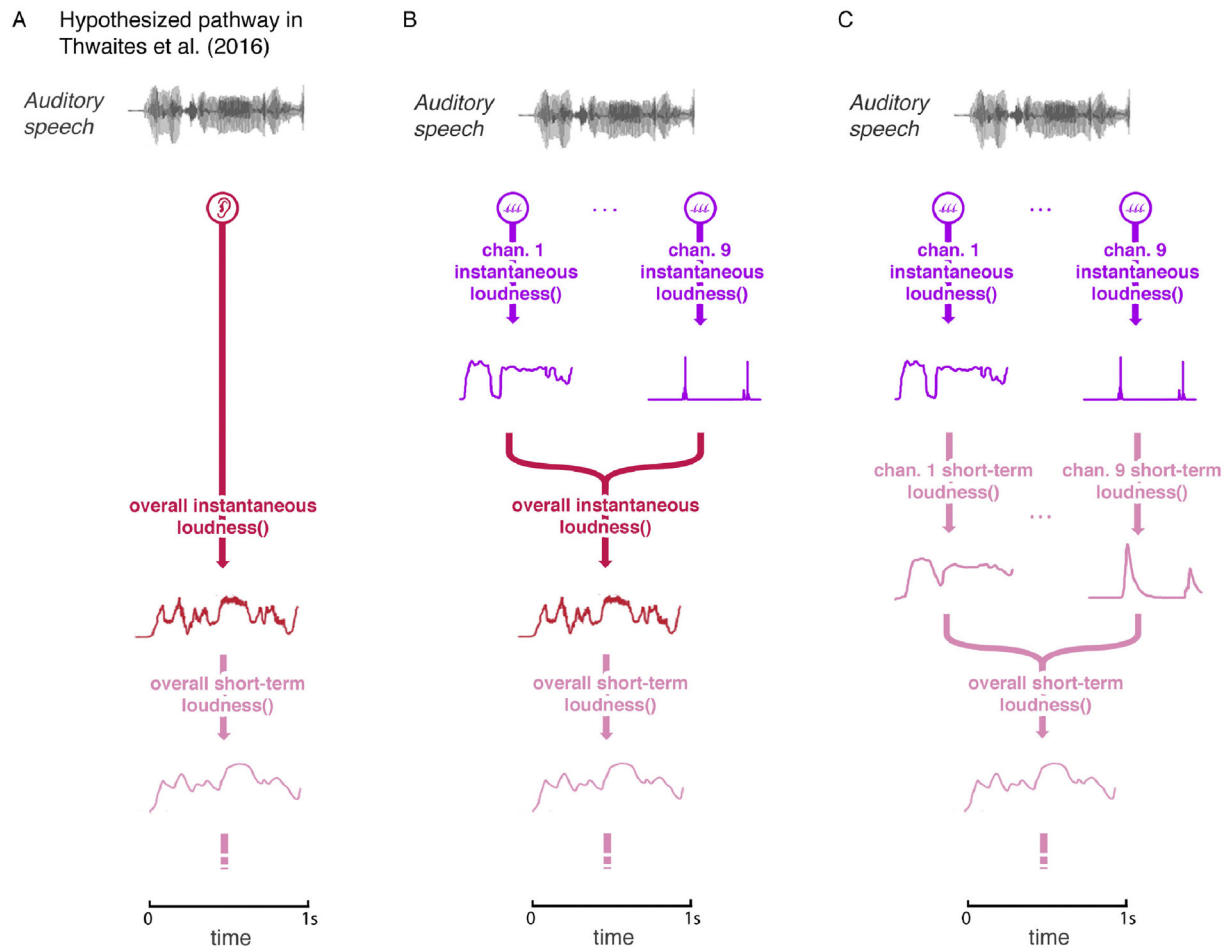 A Hypothesized pathway in
Thwaites et al. (2016)
Auditory
speech
overall instantaneous
loudness()
overall short-term
loudness()
0 1s
time
B
Auditory
speech
...
chan. 1
instantaneous
loudness()
chan. 9
instantaneous
loudness()
overall instantaneous
loudness()
overall short-term
loudness()
0 1s
time
C
Auditory
speech
...
chan. 1
instantaneous
loudness()
chan. 9
instantaneous
loudness()
chan. 1 short-term
loudness()
chan. 9 short-term
loudness()
...
overall short-term
loudness()
0 1s
time